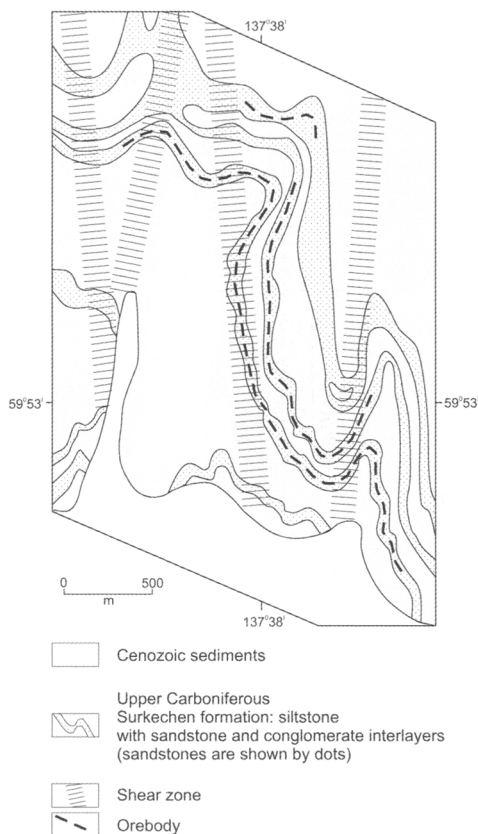 137°38'
59°53'
59°53'
0 500
m
137°38'
Cenozoic sediments
Upper Carboniferous
Surkechen formation: siltstone
with sandstone and conglomerate interlayers
(sandstones are shown by dots)
Shear zone
Orebody